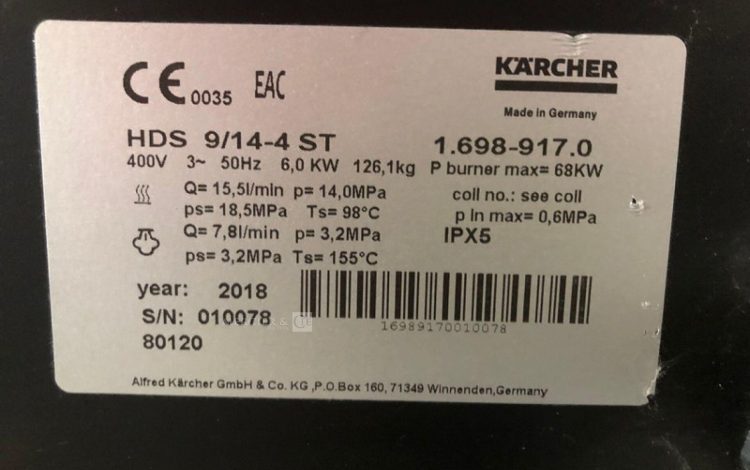 CE 0035 EAC
KÄRCHER
Made in Germany
HDS 9/14-4 ST 1.698-917.0
400V 3~ 50Hz 6,0 KW 126,1kg P burner max= 68KW
Q= 15,5l/min p= 14,0MPa coil no.: see coil
ps= 18,5MPa Ts= 98°C p in max= 0,6MPa
Q= 7,8l/min p= 3,2MPa IPX5
ps= 3,2MPa Ts= 155°C
year: 2018
S/N: 010078
16989170010078
80120
Alfred Kärcher GmbH & Co. KG ,P.O.Box 160, 71349 Winnenden,Germany